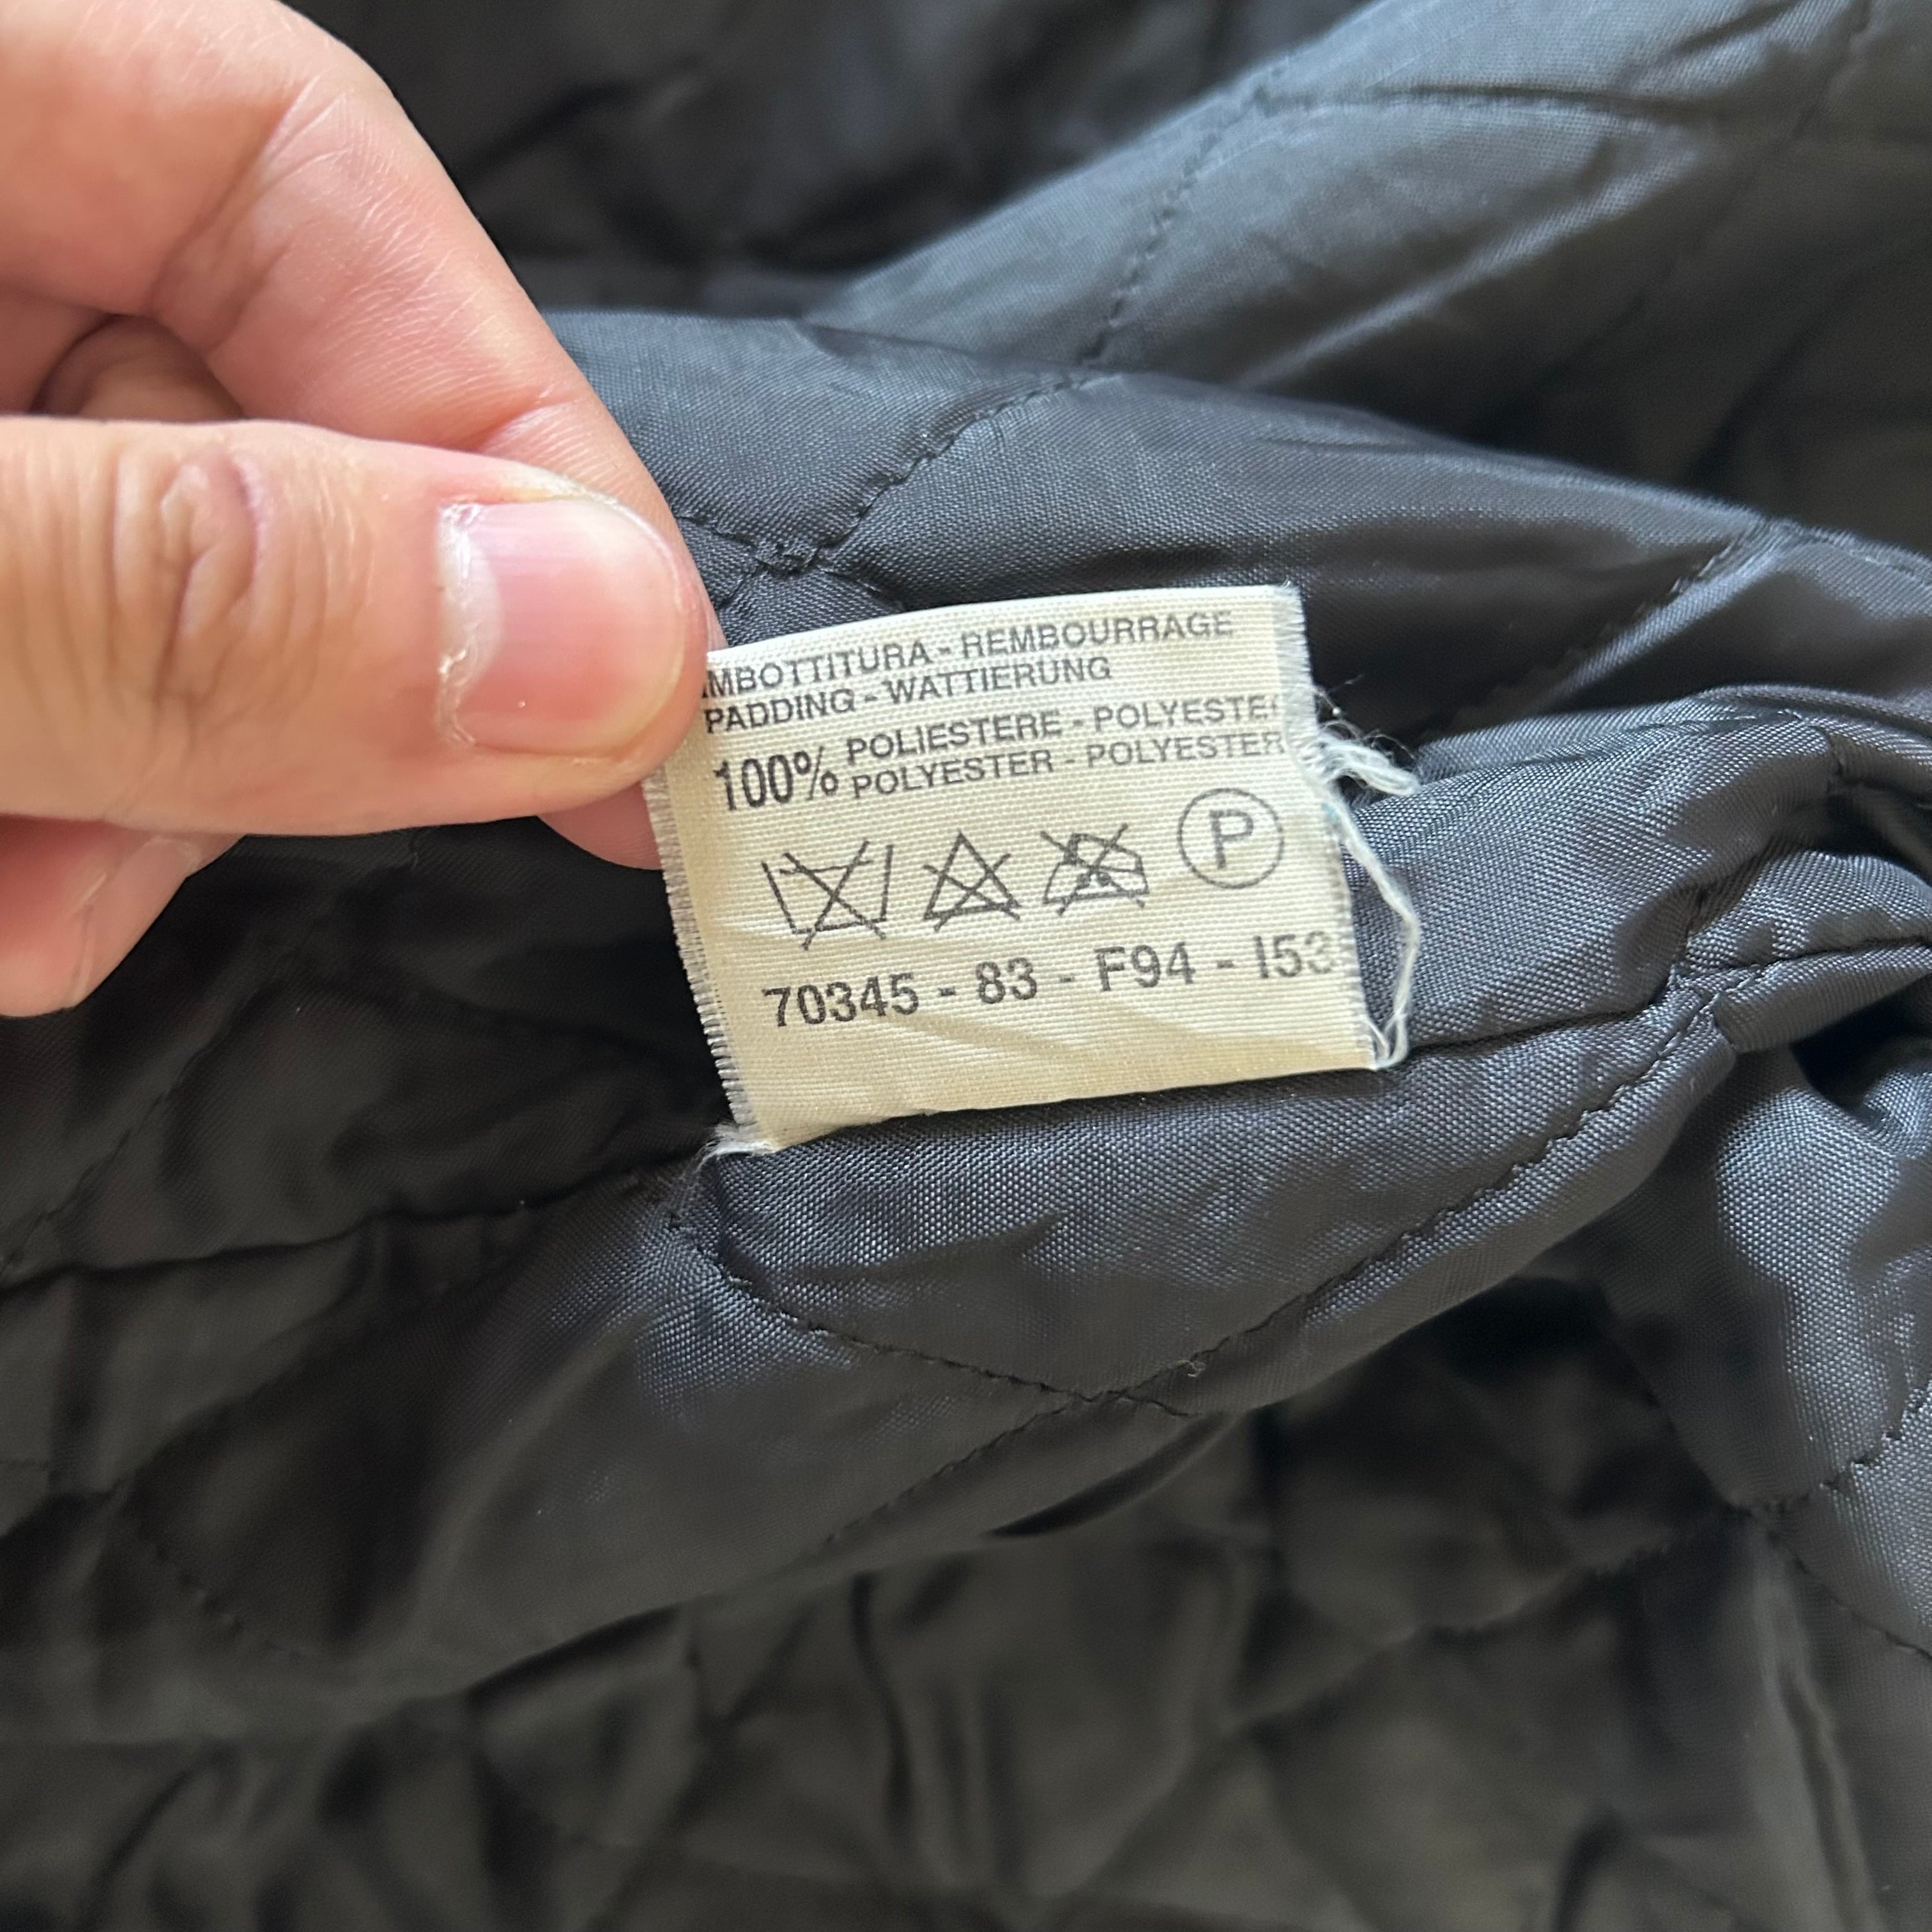 IMBOTTITURA - REMBOURRAGE
PADDING - WATTIERUNG
100% POLIESTERE - POLYESTER
POLYESTER - POLYESTER
P
70345 - 83 - F94 - I53